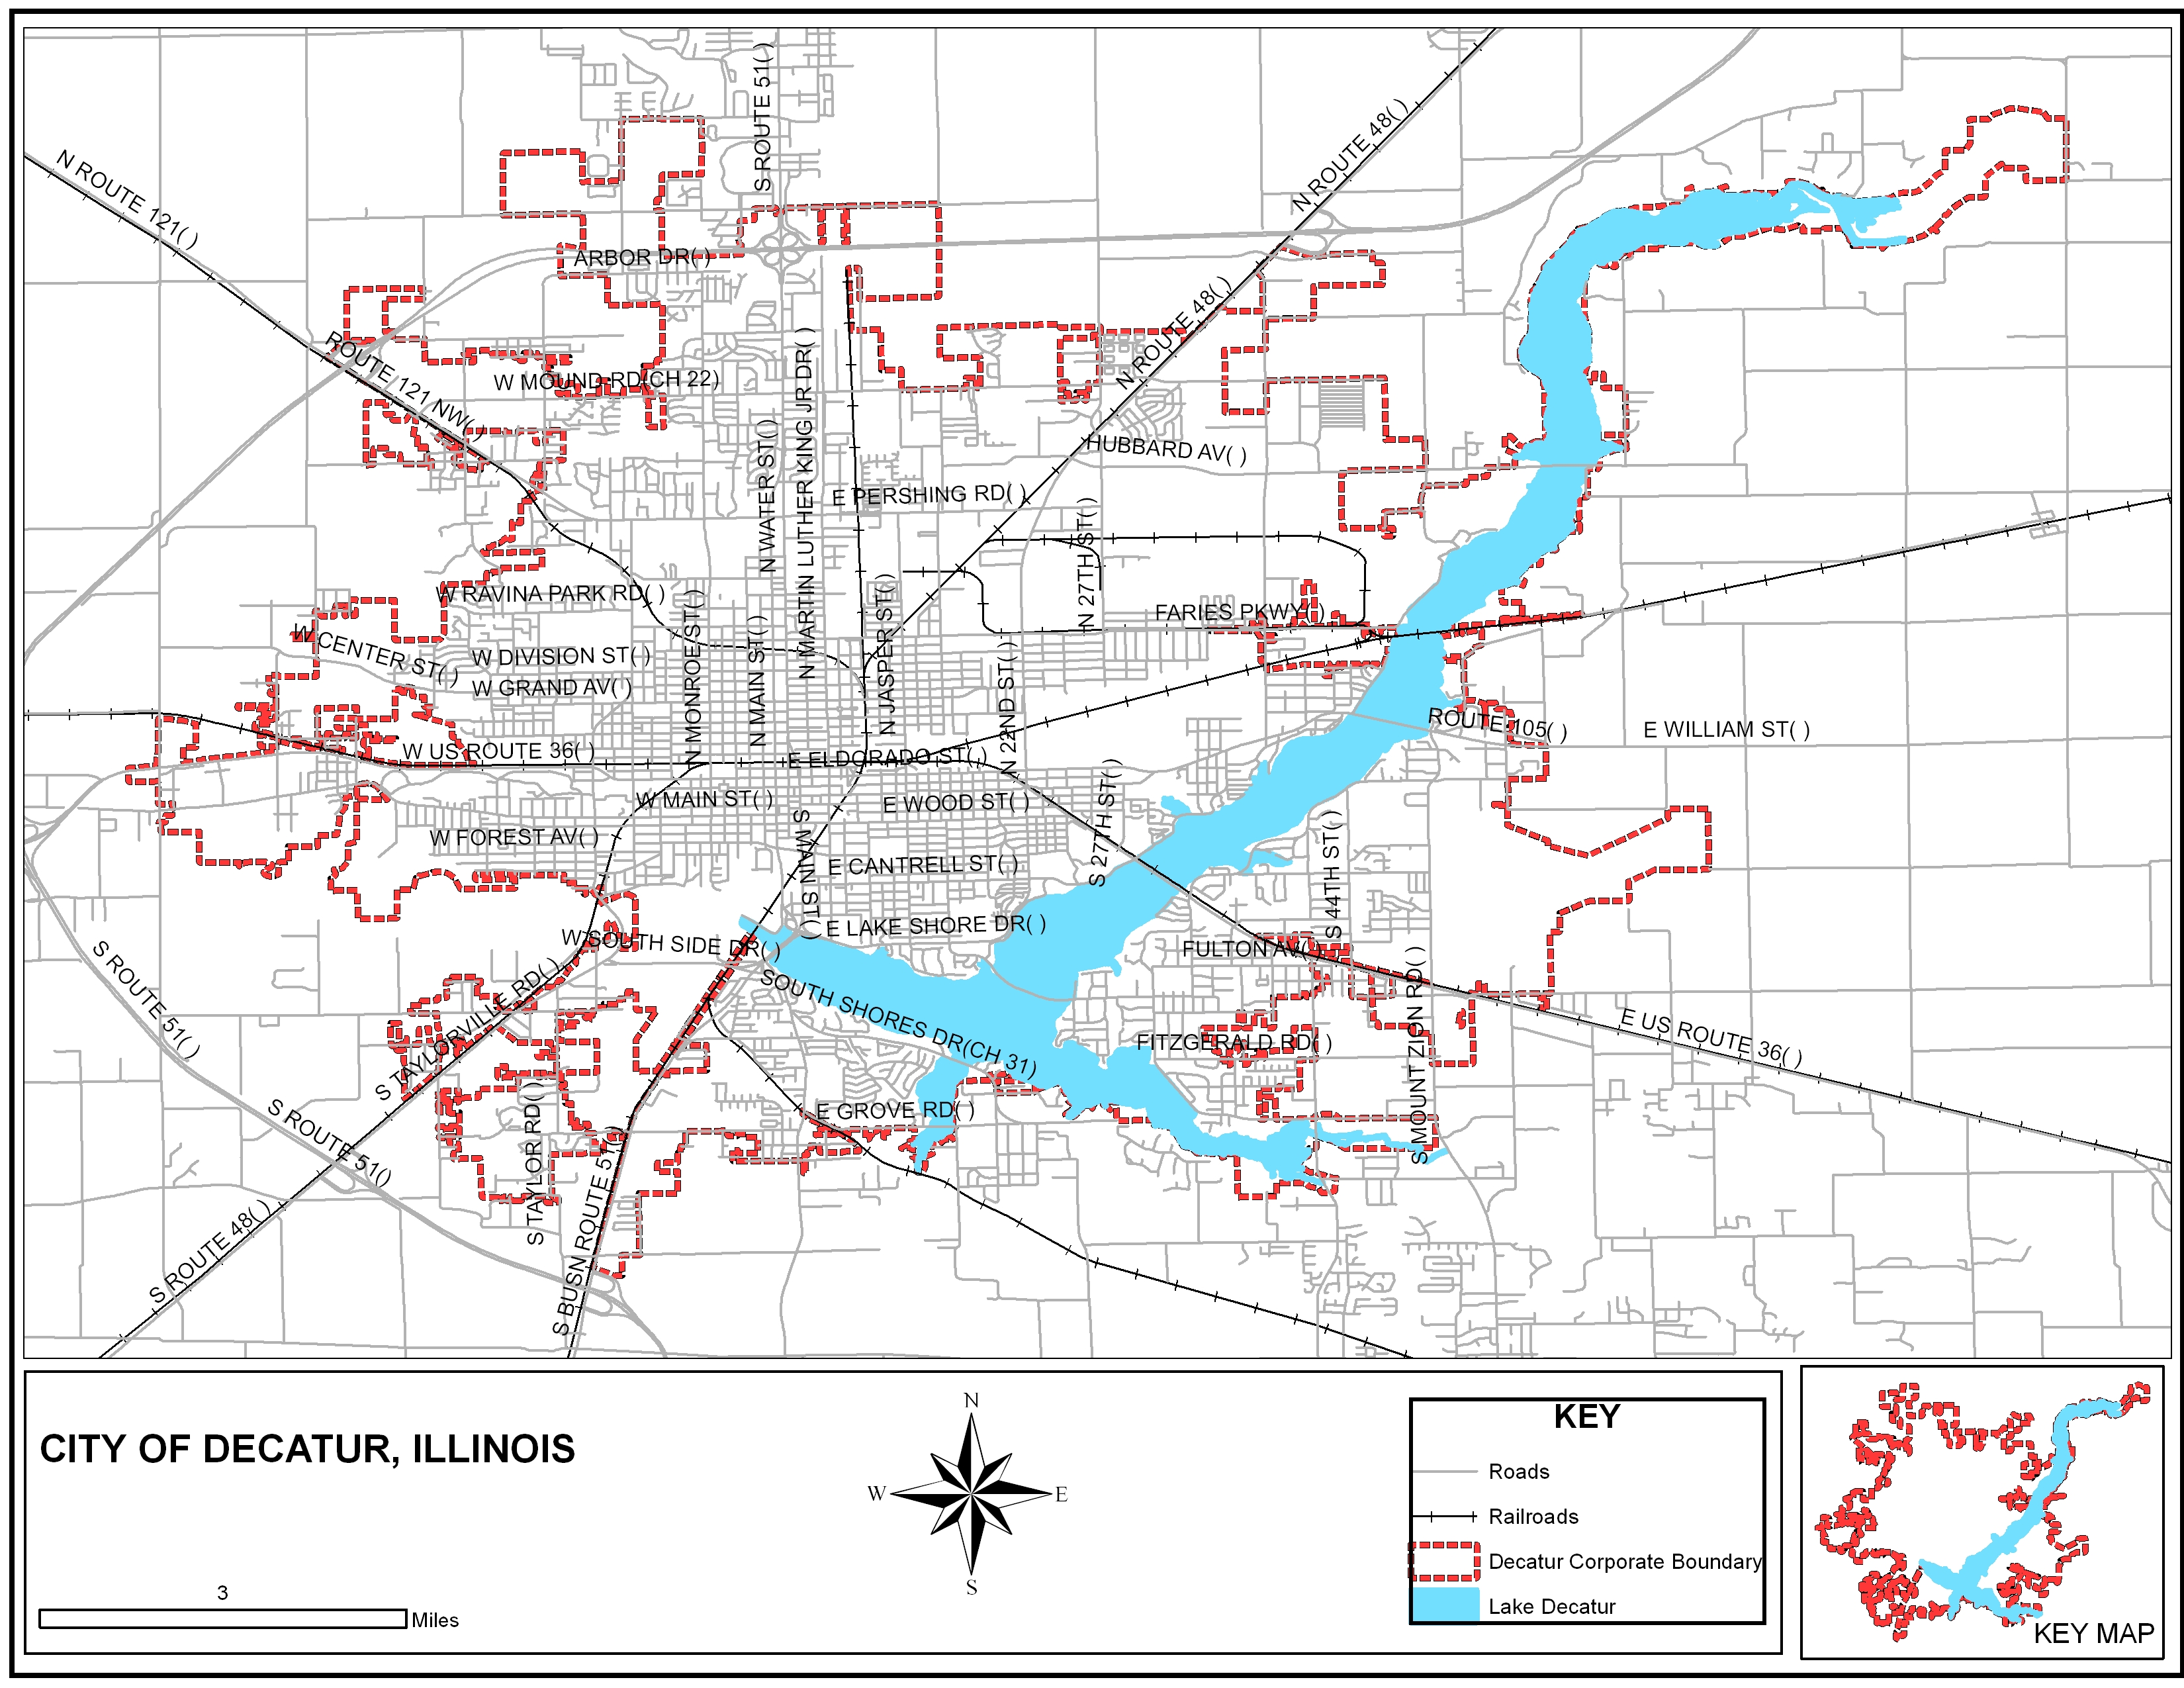 S ROUTE 51( )
N ROUTE 48( )
N ROUTE 121( )
ARBOR DR( )
N ROUTE 48( )
ROUTE 121 NW( )
W MOUND RD(CH 22)
N WATER ST( )
N MARTIN LUTHER KING JR DR( )
HUBBARD AV( )
E PERSHING RD( )
N 27TH ST( )
W RAVINA PARK RD( )
FARIES PKWY( )
W CENTER ST( )
W DIVISION ST( )
W GRAND AV( )
N MONROE ST( )
N MAIN ST( )
N JASPER ST( )
N 22ND ST( )
ROUTE 105( )
E WILLIAM ST( )
W US ROUTE 36( )
E ELDORADO ST( )
W MAIN ST( )
E WOOD ST( )
S 27TH ST( )
W FOREST AV( )
S MAIN ST( )
E CANTRELL ST( )
S 44TH ST( )
E LAKE SHORE DR( )
W SOUTH SIDE DR( )
FULTON AV( )
S ROUTE 51( )
S TAYLORVILLE RD( )
SOUTH SHORES DR(CH 31)
FITZGERALD RD( )
S MOUNT ZION RD( )
E US ROUTE 36( )
S ROUTE 51()
E GROVE RD( )
S TAYLOR RD( )
S BUSN ROUTE 51( )
S ROUTE 48( )
CITY OF DECATUR, ILLINOIS
3
Miles
N
W
E
S
KEY
Roads
Railroads
Decatur Corporate Boundary
Lake Decatur
KEY MAP